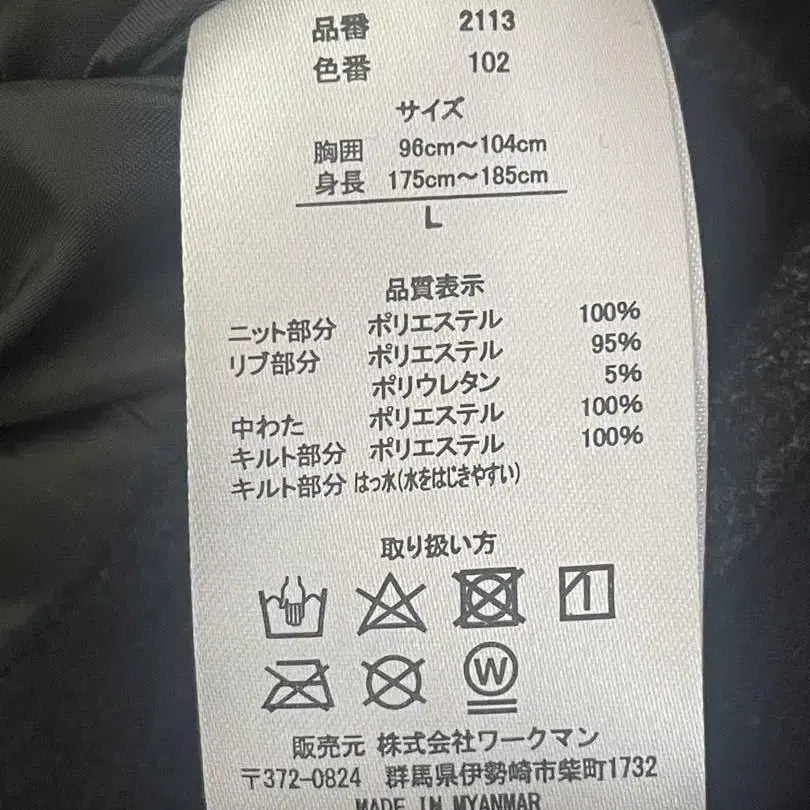 品番 2113
色番 102
サイズ
胸囲 96cm～104cm
身長 175cm～185cm
L
品質表示
ニット部分 ポリエステル 100%
リブ部分 ポリエステル 95%
ポリウレタン 5%
中わた ポリエステル 100%
キルト部分 ポリエステル 100%
キルト部分 はっ水(水をはじきやすい)
取り扱い方
W
販売元 株式会社ワークマン
〒372-0824 群馬県伊勢崎市柴町1732
MADE IN MYANMAR